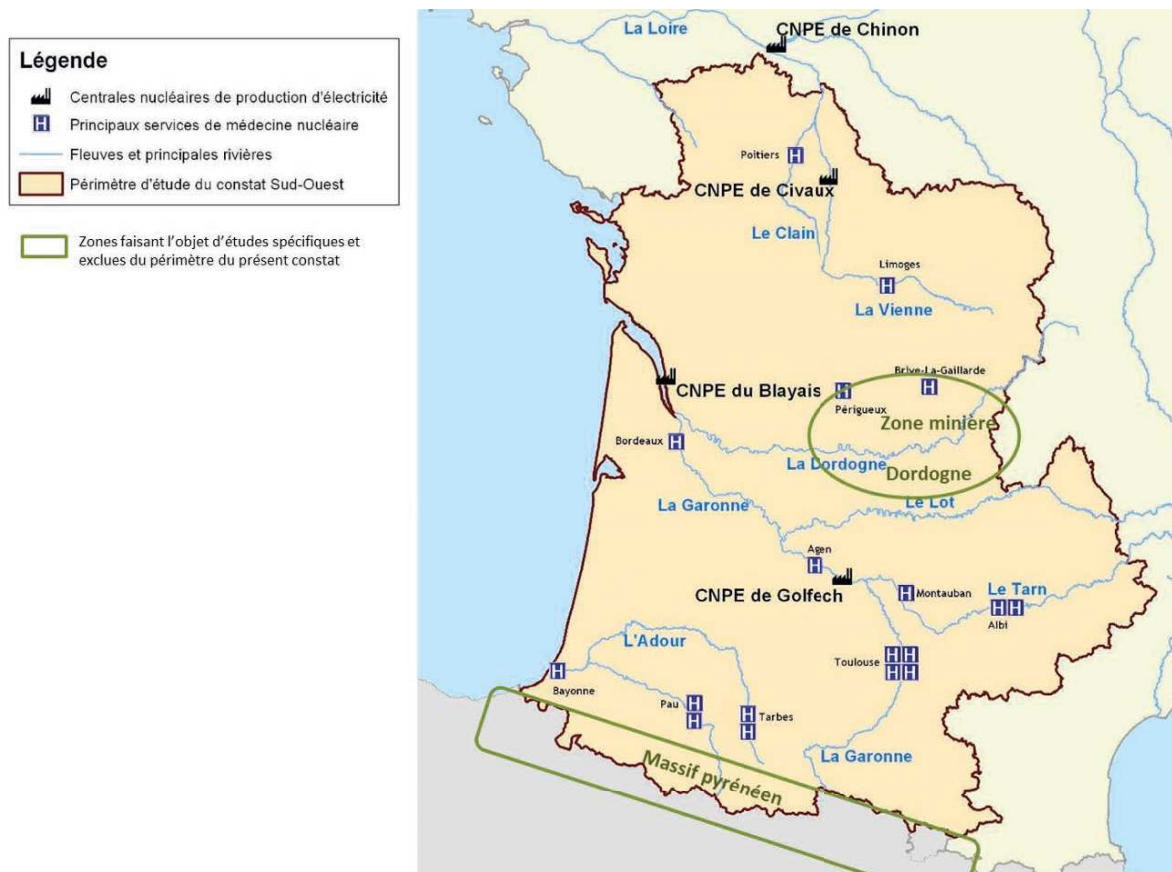 Légende
Centrales nucléaires de production d'électricité
Principaux services de médecine nucléaire
Fleuves et principales rivières
Périmètre d'étude du constat Sud-Ouest
Zones faisant l'objet d'études spécifiques et
exclues du périmètre du présent constat
La Loire
CNPE de Chinon
Poitiers
H
CNPE de Civaux
Le Clain
Limoges
H
La Vienne
Brive-La-Gaillarde
H
CNPE du Blayais
H
Périgueux
Zone minière
Bordeaux
H
La Dordogne
Dordogne
La Garonne
Le Lot
Agen
H
CNPE de Golfech
H
Montauban
Le Tarn
H H
Albi
L'Adour
Toulouse
H H
H H
H
Bayonne
Pau
H
H
H
H
Tarbes
La Garonne
Massif pyrénéen